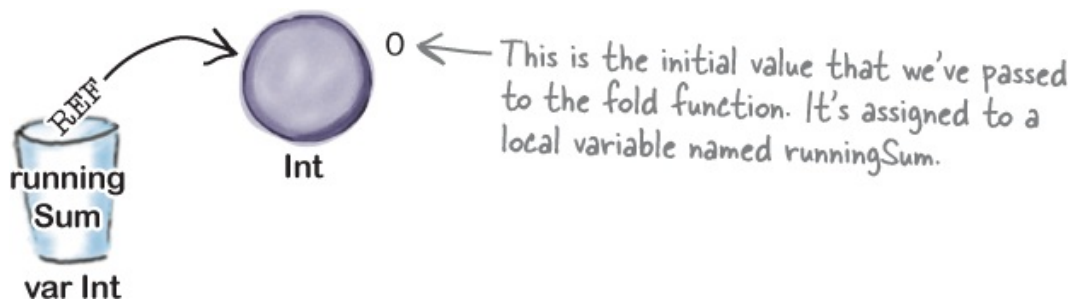 REF
0
This is the initial value that we've passed
to the fold function. It's assigned to a
local variable named runningSum.
Int
running
Sum
var Int